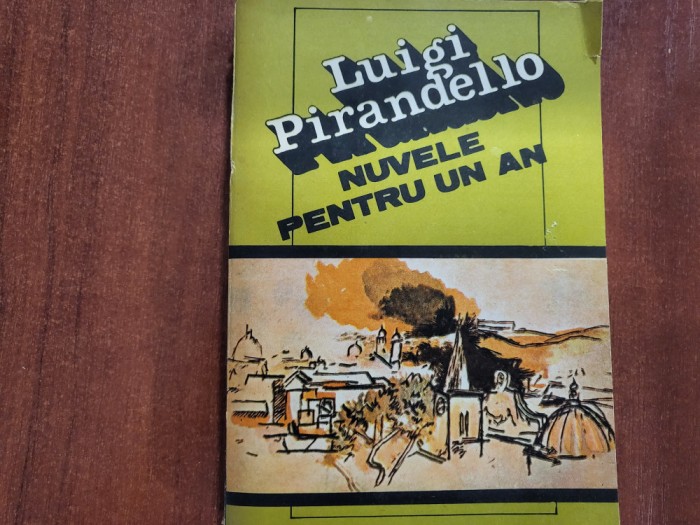 Luigi
Pirandello
NUVELE
PENTRU UN AN